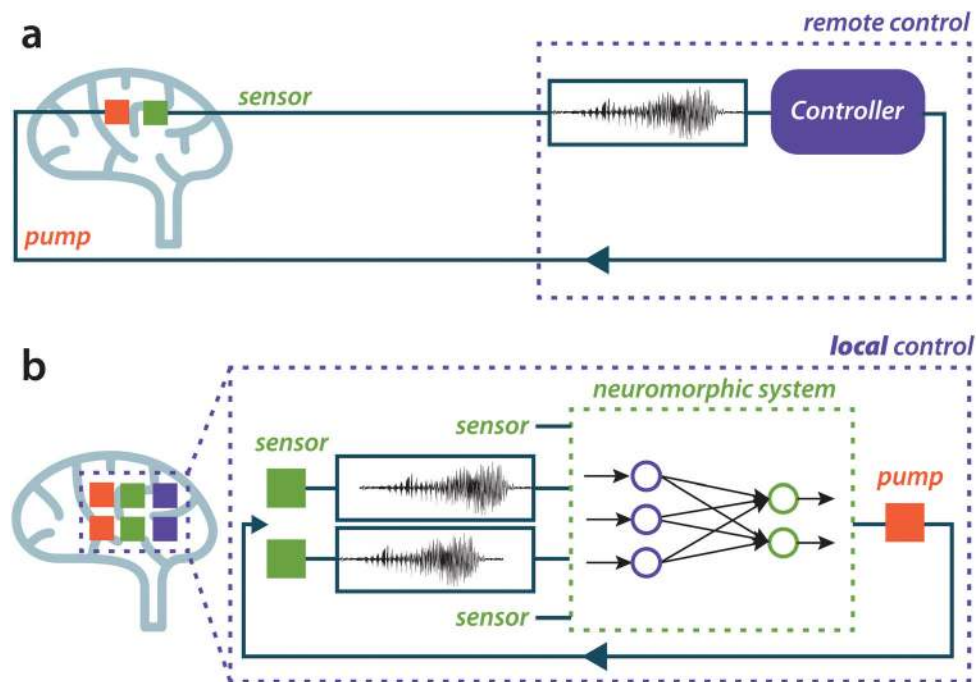 a
remote control
sensor
Controller
pump
b
local control
neuromorphic system
sensor
sensor
pump
sensor